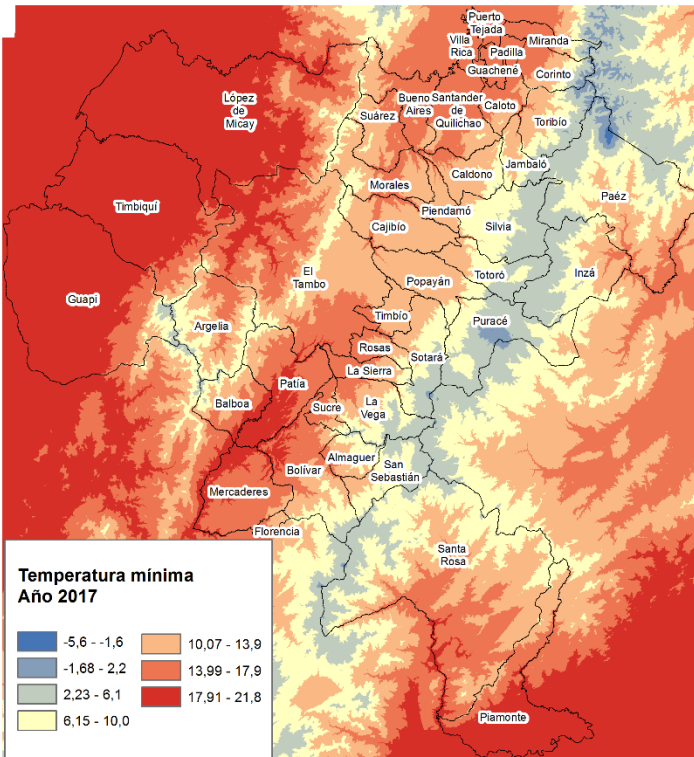 Puerto
Tejada
Villa
Rica
Padilla
Miranda
Guachené
Corinto
López
de
Micay
Bueno
Aires
Santander
de
Quilichao
Caloto
Suárez
Toribío
Jambaló
Caldono
Morales
Paéz
Timbiquí
Piendamó
Cajibío
Silvia
El
Tambo
Totoró
Inzá
Popayán
Guapi
Timbío
Puracé
Argelia
Rosas
Sotará
La Sierra
Patía
Balboa
Sucre
La
Vega
Almaguer
Bolívar
San
Sebastián
Mercaderes
Florencia
Santa
Rosa
Piamonte
Temperatura mínima
Año 2017
-5,6 - -1,6
-1,68 - 2,2
2,23 - 6,1
6,15 - 10,0
10,07 - 13,9
13,99 - 17,9
17,91 - 21,8